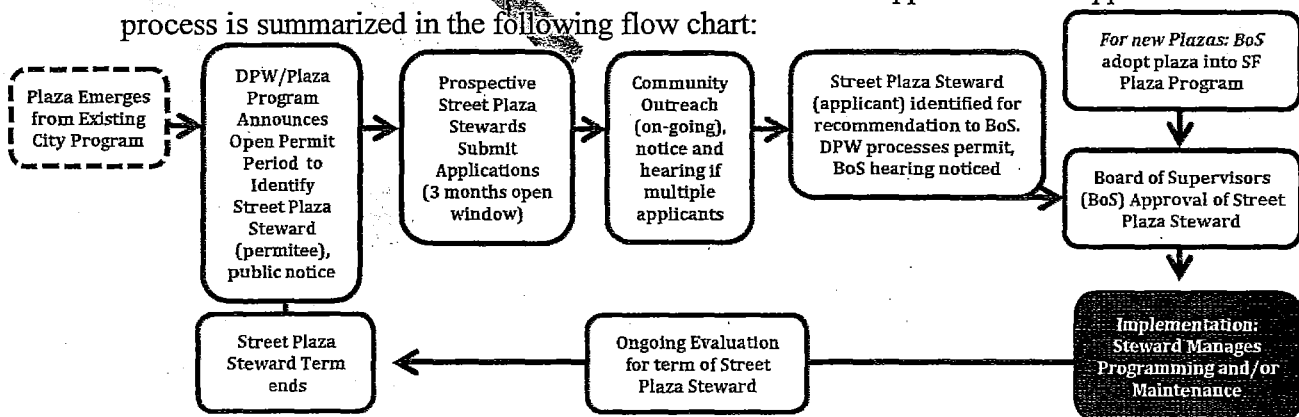 process is summarized in the following flow chart:
Plaza Emerges
from Existing
City Program
DPW/Plaza
Program
Announces
Open Permit
Period to
Identify
Street Plaza
Steward
(permitee),
public notice
Prospective
Street Plaza
Stewards
Submit
Applications
(3 months open
window)
Community
Outreach
(on-going),
notice and
hearing if
multiple
applicants
Street Plaza Steward
(applicant) identified for
recommendation to BoS.
DPW processes permit,
BoS hearing noticed
For new Plazas: BoS
adopt plaza into SF
Plaza Program
Board of Supervisors
(BoS) Approval of Street
Plaza Steward
Implementation:
Steward Manages
Programming and/or
Maintenance
Ongoing Evaluation
for term of Street
Plaza Steward
Street Plaza
Steward Term
ends